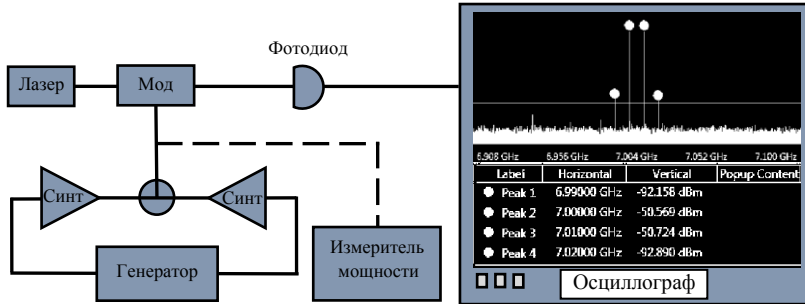 Фотодиод
Лазер
Мод
Синт
Синт
Генератор
Измеритель
мощности
6.908 GHz 6.956 GHz 7.004 GHz 7.052 GHz 7.100 GHz
Label Horizontal Vertical Popup Content
Peak 1 6.99000 GHz -92.158 dBm
Peak 2 7.00000 GHz -50.569 dBm
Peak 3 7.01000 GHz -50.724 dBm
Peak 4 7.02000 GHz -92.890 dBm
Осциллограф